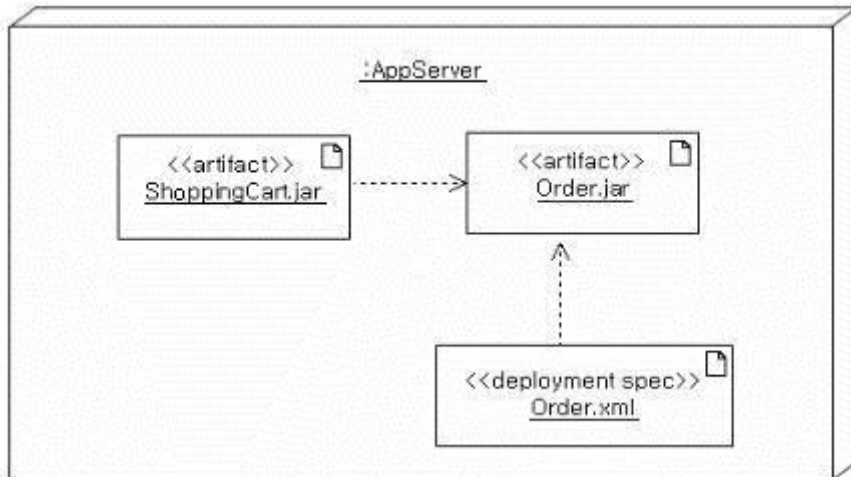 :AppServer
<<artifact>>
ShoppingCart.jar
<<artifact>>
Order.jar
<<deployment spec>>
Order.xml